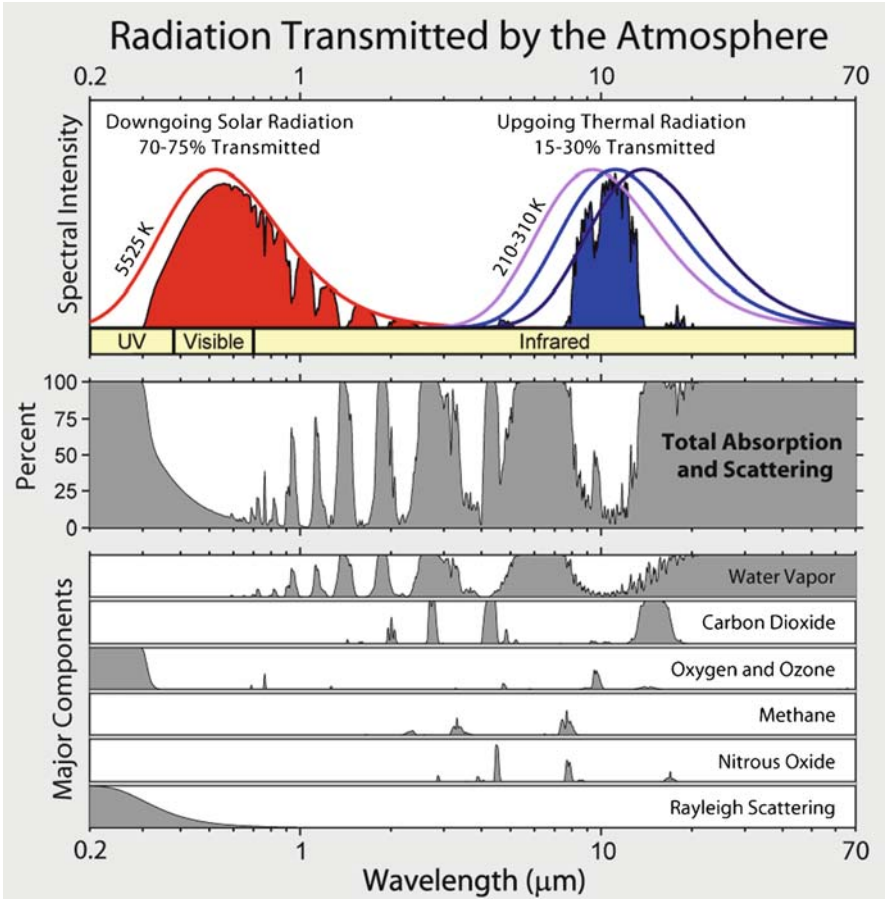 Radiation Transmitted by the Atmosphere
0.2 1 10 70
Downgoing Solar Radiation
70-75% Transmitted
Upgoing Thermal Radiation
15-30% Transmitted
Spectral Intensity
5525 K
210-310 K
UV Visible Infrared
Percent
100
75
50
25
0
Total Absorption
and Scattering
Major Components
Water Vapor
Carbon Dioxide
Oxygen and Ozone
Methane
Nitrous Oxide
Rayleigh Scattering
0.2 1 10 70
Wavelength (μm)